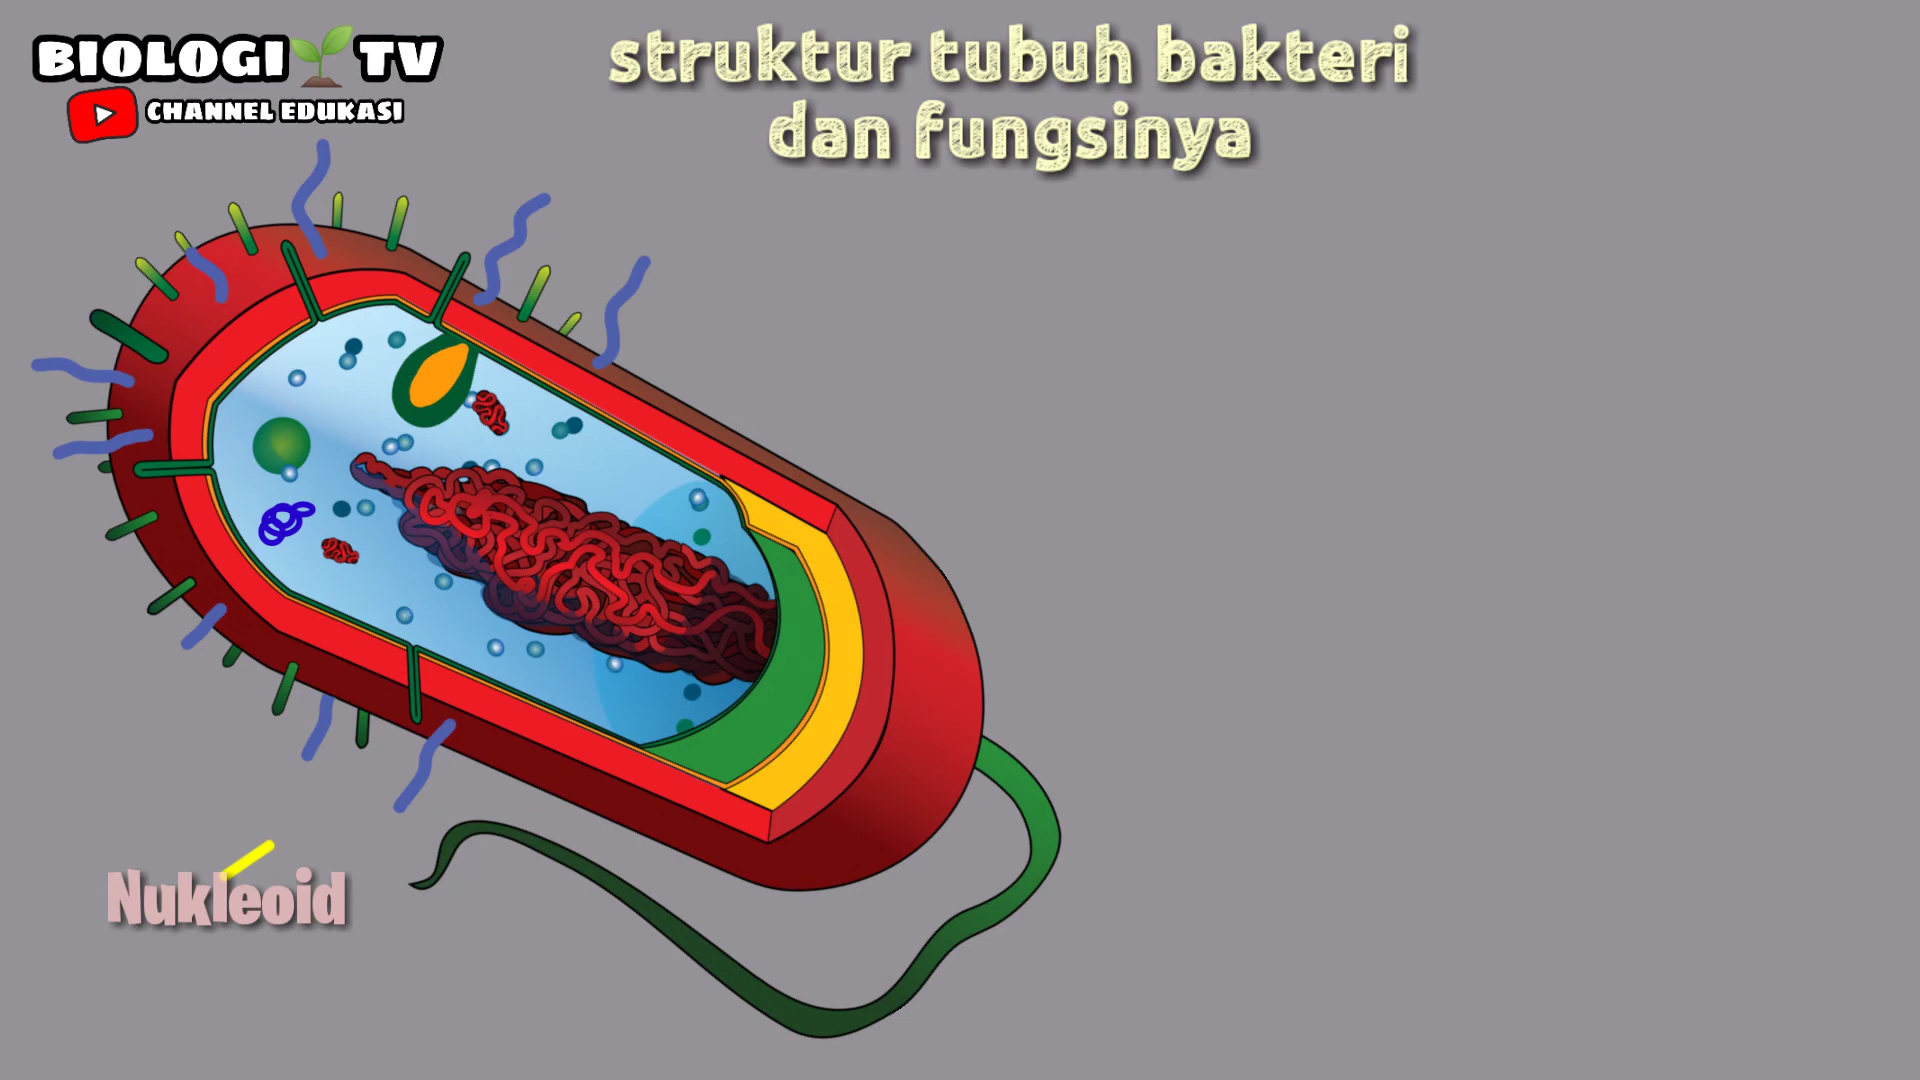 BIOLOGI TV
CHANNEL EDUKASI
struktur tubuh bakteri
dan fungsinya
Nukleoid